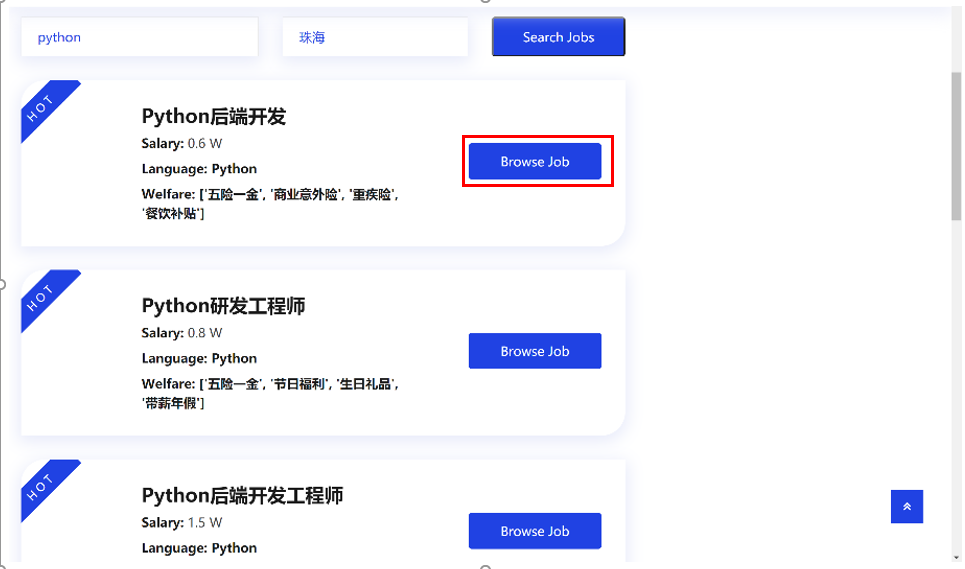 python
珠海
Search Jobs
HOT
Python后端开发
Salary: 0.6 W
Language: Python
Welfare: ['五险一金', '商业意外险', '重疾险',
'餐饮补贴']
Browse Job
HOT
Python研发工程师
Salary: 0.8 W
Language: Python
Welfare: ['五险一金', '节日福利', '生日礼品',
'带薪年假']
Browse Job
HOT
Python后端开发工程师
Salary: 1.5 W
Language: Python
Browse Job